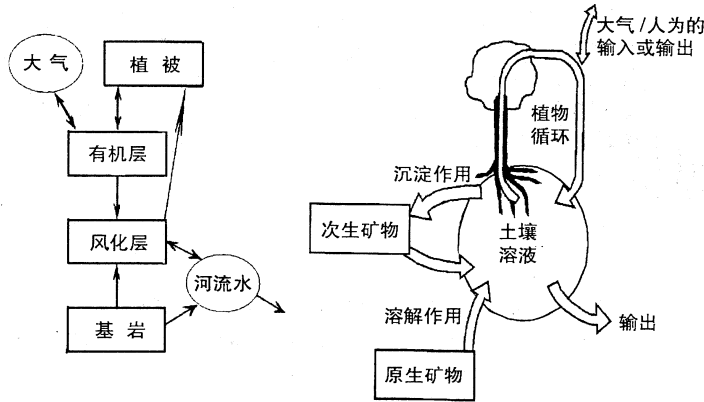 大气
植被
有机层
风化层
河流水
基岩
大气/人为的
输入或输出
植物
循环
沉淀作用
次生矿物
土壤
溶液
溶解作用
输出
原生矿物